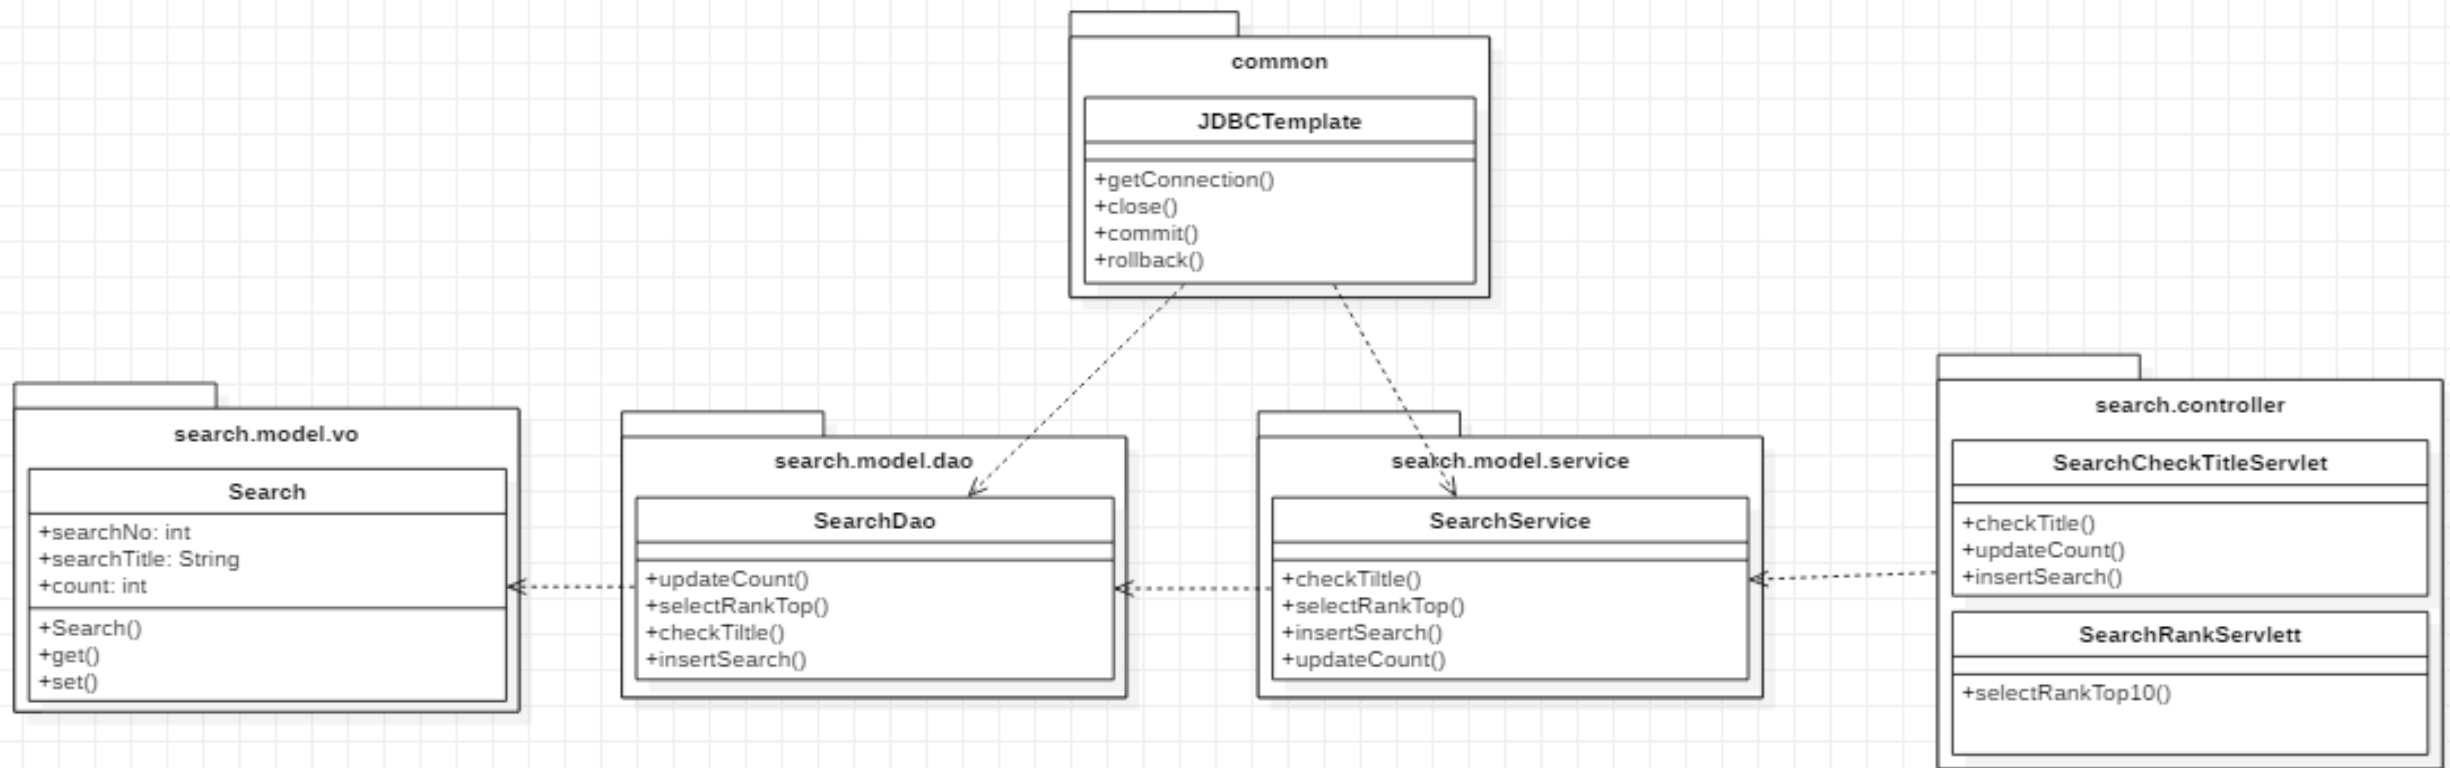 common
JDBCTemplate
+getConnection()
+close()
+commit()
+rollback()
search.model.vo
Search
+searchNo: int
+searchTitle: String
+count: int
+Search()
+get()
+set()
search.model.dao
SearchDao
+updateCount()
+selectRankTop()
+checkTiltle()
+insertSearch()
search.model.service
SearchService
+checkTiltle()
+selectRankTop()
+insertSearch()
+updateCount()
search.controller
SearchCheckTitleServlet
+checkTitle()
+updateCount()
+insertSearch()
SearchRankServlett
+selectRankTop10()